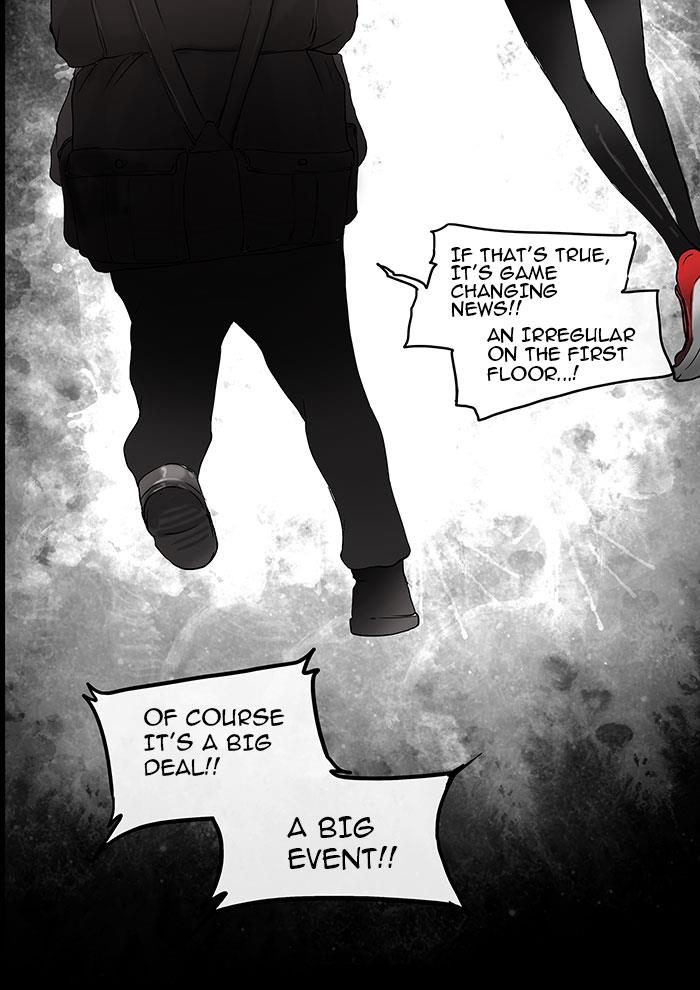 IF THAT'S TRUE,
IT'S GAME
CHANGING
NEWS!!
AN IRREGULAR
ON THE FIRST
FLOOR...!
OF COURSE
IT'S A BIG
DEAL!!
A BIG
EVENT!!